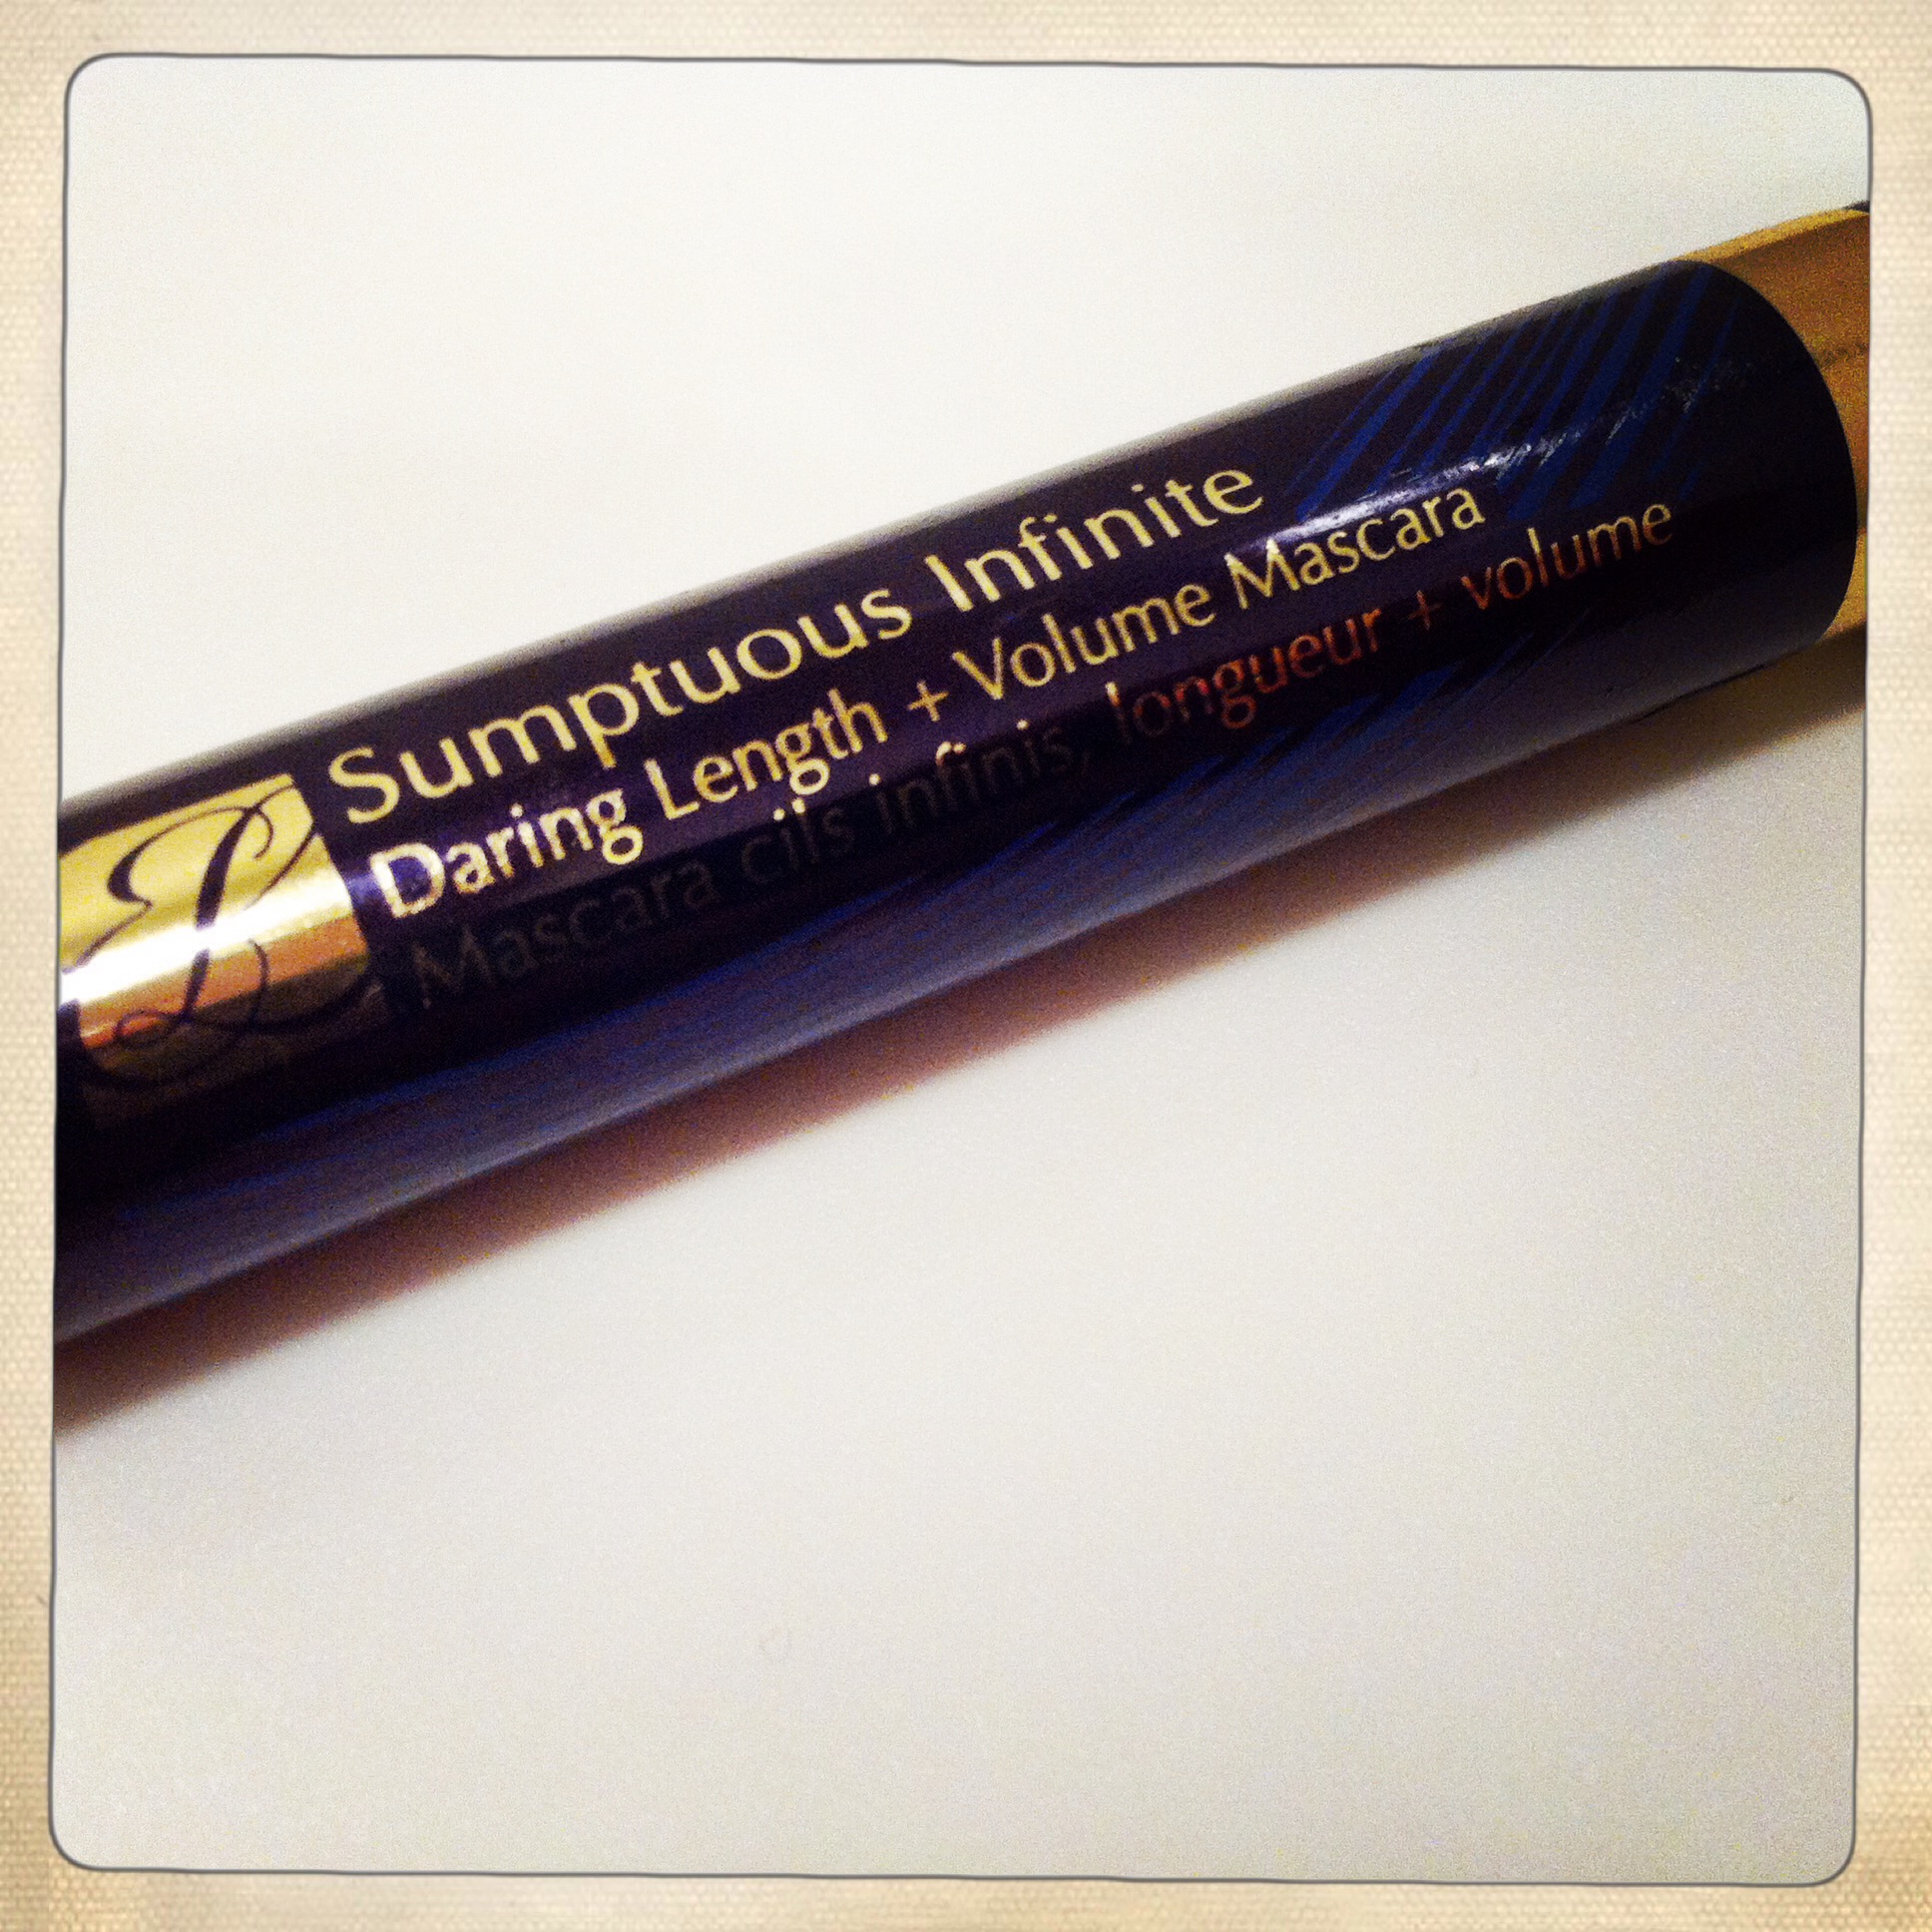 Sumptuous Infinite
Daring Length + Volume Mascara
Mascara cils infinis, longueur + volume